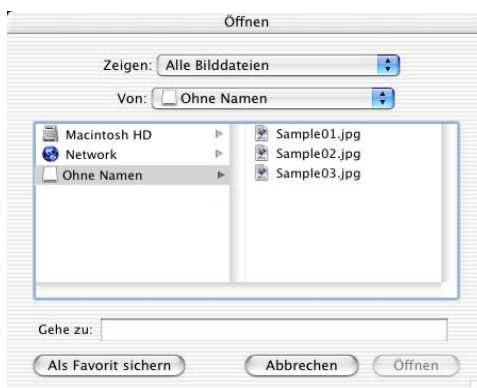 Öffnen
Zeigen: Alle Bilddateien
Von: Ohne Namen
Macintosh HD
Network
Ohne Namen
Sample01.jpg
Sample02.jpg
Sample03.jpg
Gehe zu:
Als Favorit sichern Abbrechen Öffnen